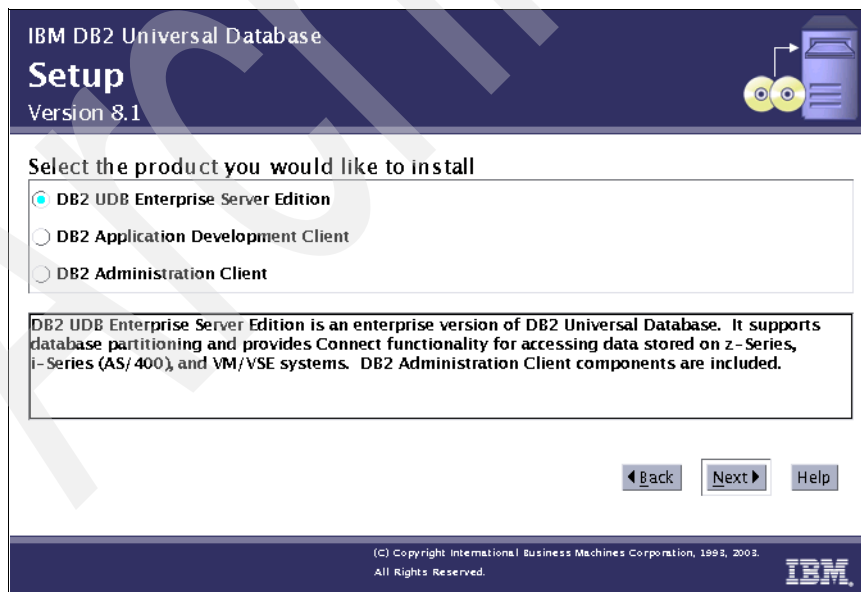 IBM DB2 Universal Database
Setup
Version 8.1
Select the product you would like to install
DB2 UDB Enterprise Server Edition
DB2 Application Development Client
DB2 Administration Client
DB2 UDB Enterprise Server Edition is an enterprise version of DB2 Universal Database. It supports
database partitioning and provides Connect functionality for accessing data stored on z-Series,
i-Series (AS/400), and VM/VSE systems. DB2 Administration Client components are included.
Back Next Help
(C) Copyright International Business Machines Corporation, 1993, 2003.
All Rights Reserved.
IBM.